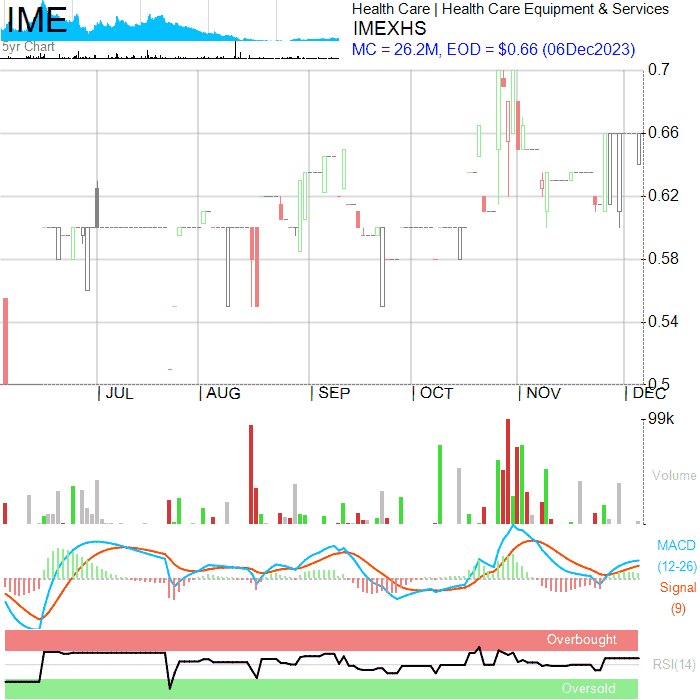 IME
5yr Chart
Health Care | Health Care Equipment & Services
IMEXHS
MC = 26.2M, EOD = $0.66 (06Dec2023)
0.7
0.66
0.62
0.58
0.54
0.5
| JUL | AUG | SEP | OCT | NOV | DEC
99k
Volume
MACD
(12-26)
Signal
(9)
Overbought
RSI(14)
Oversold